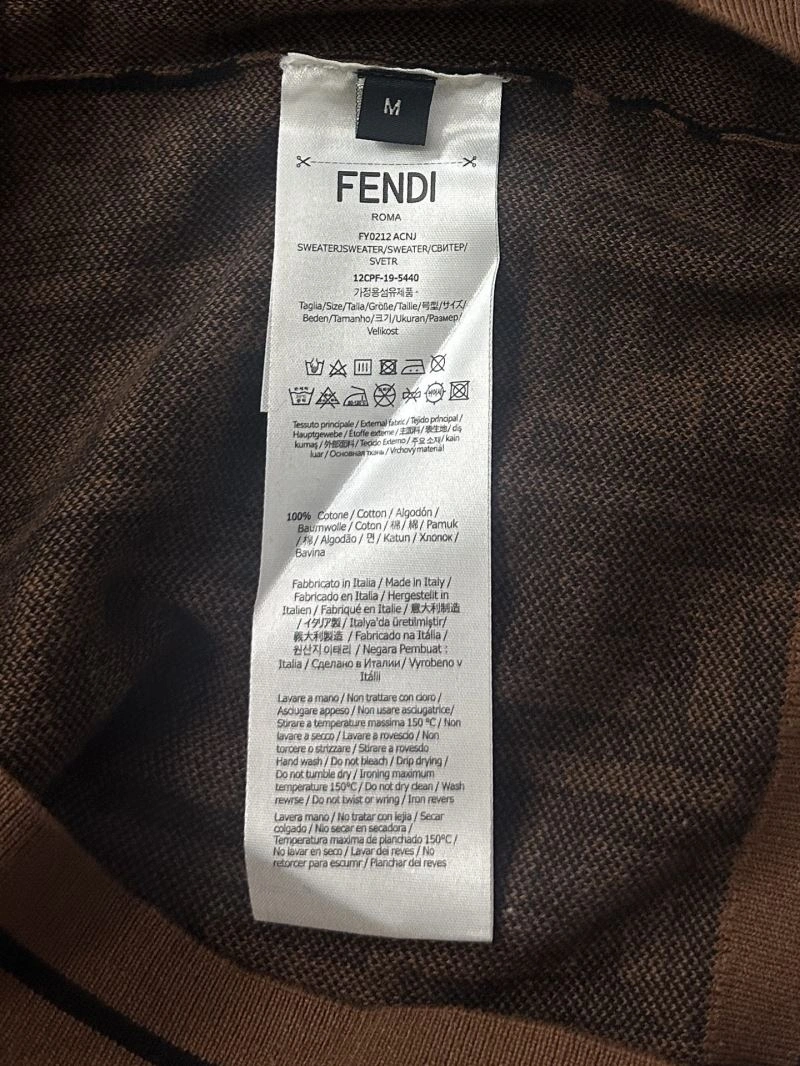 M
FENDI
ROMA
FY0212 ACNJ
SWEATERJSWEATER/SWEATER/СВИТЕР/
SVETR
12CPF-19-5440
가정용섬유제품·
Taglia/Size/Talla/Größe/Taille/号型/サイズ/
Beden/Tamanho/크기/Ukuran/Размер/
Velikost
Tessuto principale / External fabric / Tejido principal /
Hauptgewebe / Étoffe externe / 主面料 / 表生地 / dış
kumaş / 外部面料 / Tecido Externo / 주요 소재 / kain
luar / Основная ткань / Vrchový material
100% Cotone / Cotton / Algodón /
Baumwolle / Coton / 棉 / 綿 / Pamuk
/ 棉 / Algodão / 면 / Katun / Хлопок /
Bavina
Fabbricato in Italia / Made in Italy /
Fabricado en Italia / Hergestellt in
Italien / Fabriqué en Italie / 意大利制造
/ イタリア製 / Italya'da üretilmiştir/
義大利製造 / Fabricado na Itália /
원산지 이태리 / Negara Pembuat :
Italia / Сделано в Италии / Vyrobeno v
Itálii
Lavare a mano / Non trattare con cloro /
Asciugare appeso / Non usare asciugatrice/
Stirare a temperature massima 150 °C / Non
lavare a secco / Lavare a rovescio / Non
torcere o strizzare / Stirare a rovesdo
Hand wash / Do not bleach / Drip drying /
Do not tumble dry / Ironing maximum
temperature 150°C / Do not dry clean / Wash
rewrse / Do not twist or wring / Iron revers
Lavera mano / No tratar con lejia / Secar
colgado / Nio secar en secadora /
Temperatura maxima de planchado 150°C /
No lavar en seco / Lavar del reves / No
retorcer para escurrir / Planchar del reves